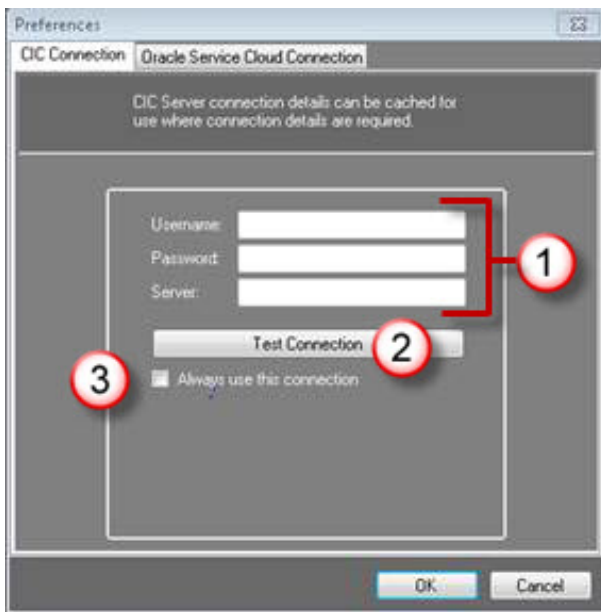 Preferences
CIC Connection Oracle Service Cloud Connection
CIC Server connection details can be cached for
use where connection details are required.
Username:
Password:
Server:
1
Test Connection
2
3
Always use this connection
OK Cancel